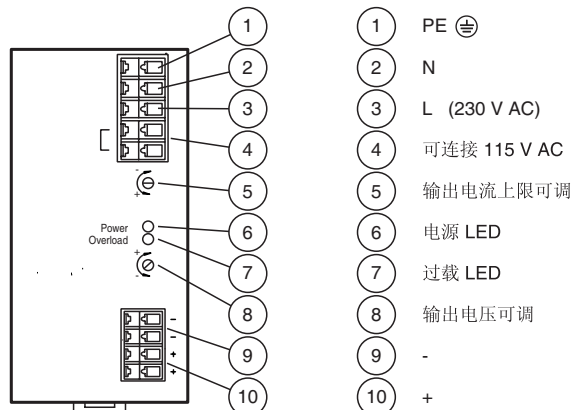 1
2
3
4
5
6
7
8
9
10
-
+
Power
Overload
+
-
-
-
+
+
1 PE
2 N
3 L (230 V AC)
4 可连接 115 V AC
5 输出电流上限可调
6 电源 LED
7 过载 LED
8 输出电压可调
9 -
10 +